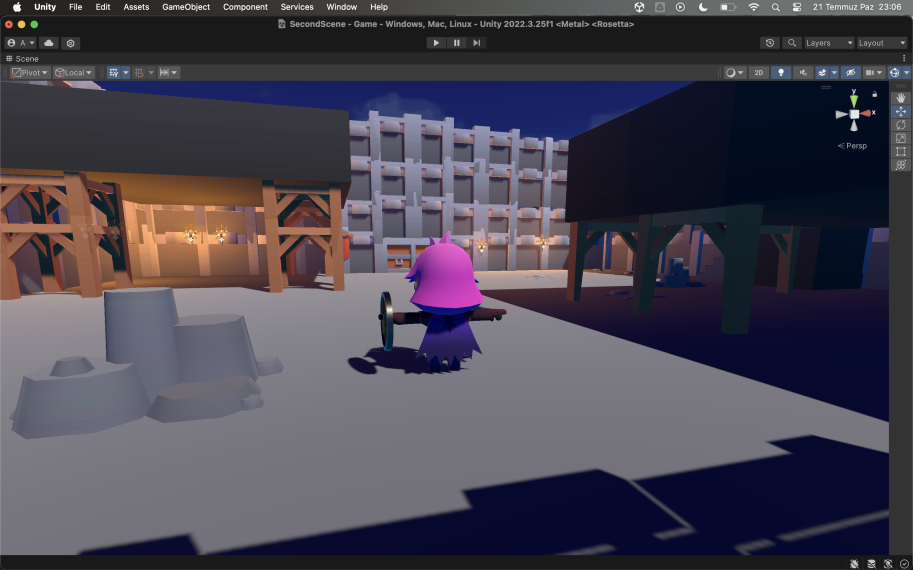 Unity File Edit Assets GameObject Component Services Window Help 21 Temmuz Paz 23:06
SecondScene - Game - Windows, Mac, Linux - Unity 2022.3.25f1 <Metal> <Rosetta>
A Layers Layout
Scene
Pivot Local 2D
y
x
Persp